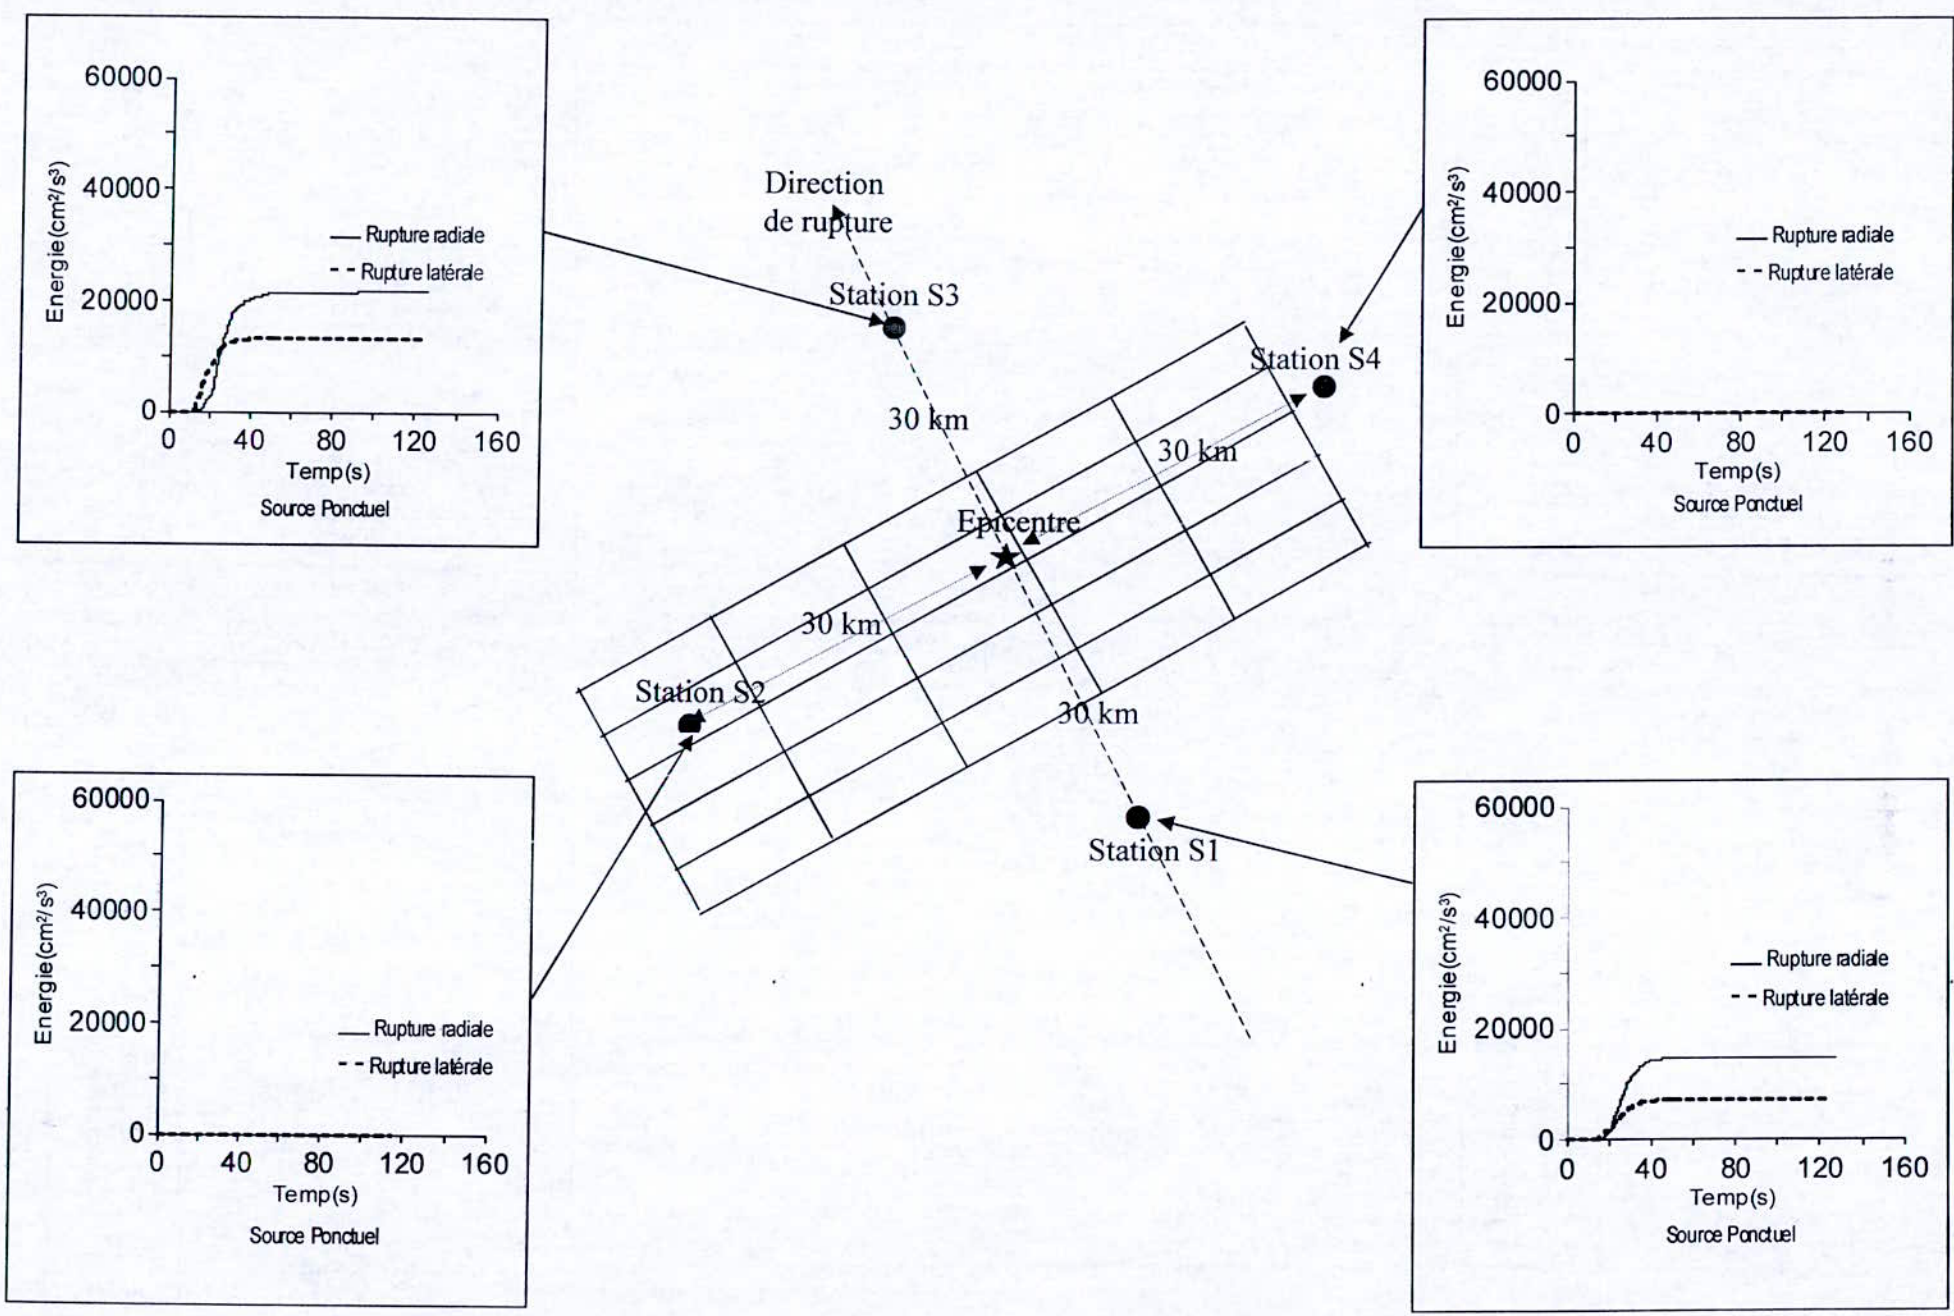 60000
40000
20000
0
0 40 80 120 160
Energie(cm²/s³)
Temp(s)
Source Ponctuel
Rupture radiale
Rupture latérale
Direction
de rupture
Station S3
30 km
60000
40000
20000
0
0 40 80 120 160
Energie(cm²/s³)
Temp(s)
Source Ponctuel
Rupture radiale
Rupture latérale
Station S4
30 km
Epicentre
30 km
Station S2
30 km
Station S1
60000
40000
20000
0
0 40 80 120 160
Energie(cm²/s³)
Temp(s)
Source Ponctuel
Rupture radiale
Rupture latérale
60000
40000
20000
0
0 40 80 120 160
Energie(cm²/s³)
Temp(s)
Source Ponctuel
Rupture radiale
Rupture latérale